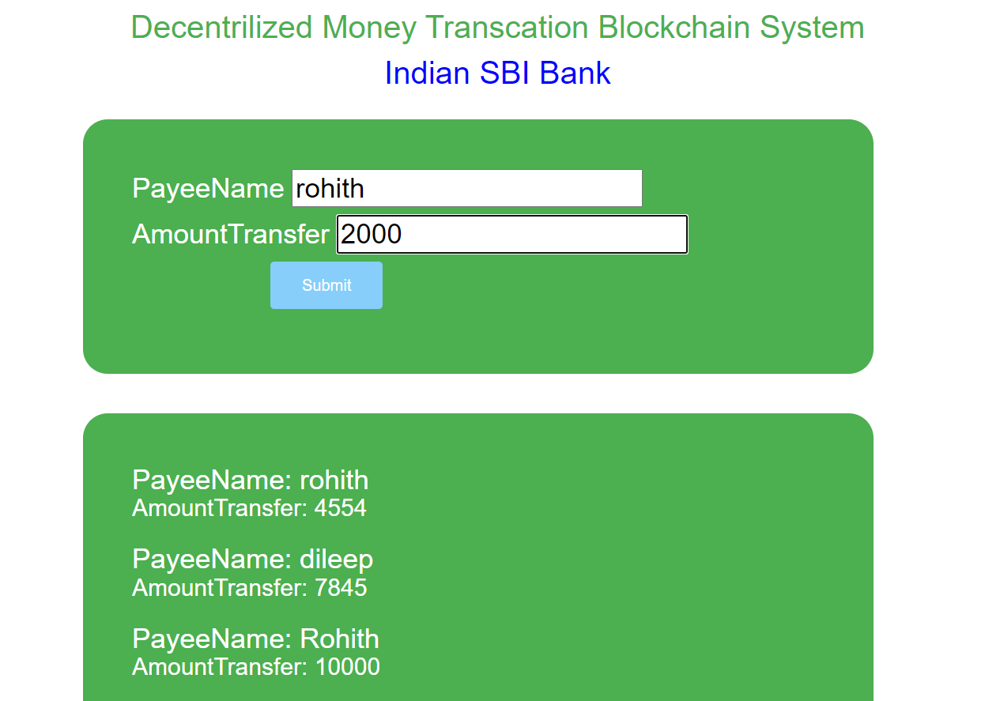 Decentrilized Money Transcation Blockchain System
Indian SBI Bank
PayeeName rohith
AmountTransfer 2000
Submit
PayeeName: rohith
AmountTransfer: 4554
PayeeName: dileep
AmountTransfer: 7845
PayeeName: Rohith
AmountTransfer: 10000